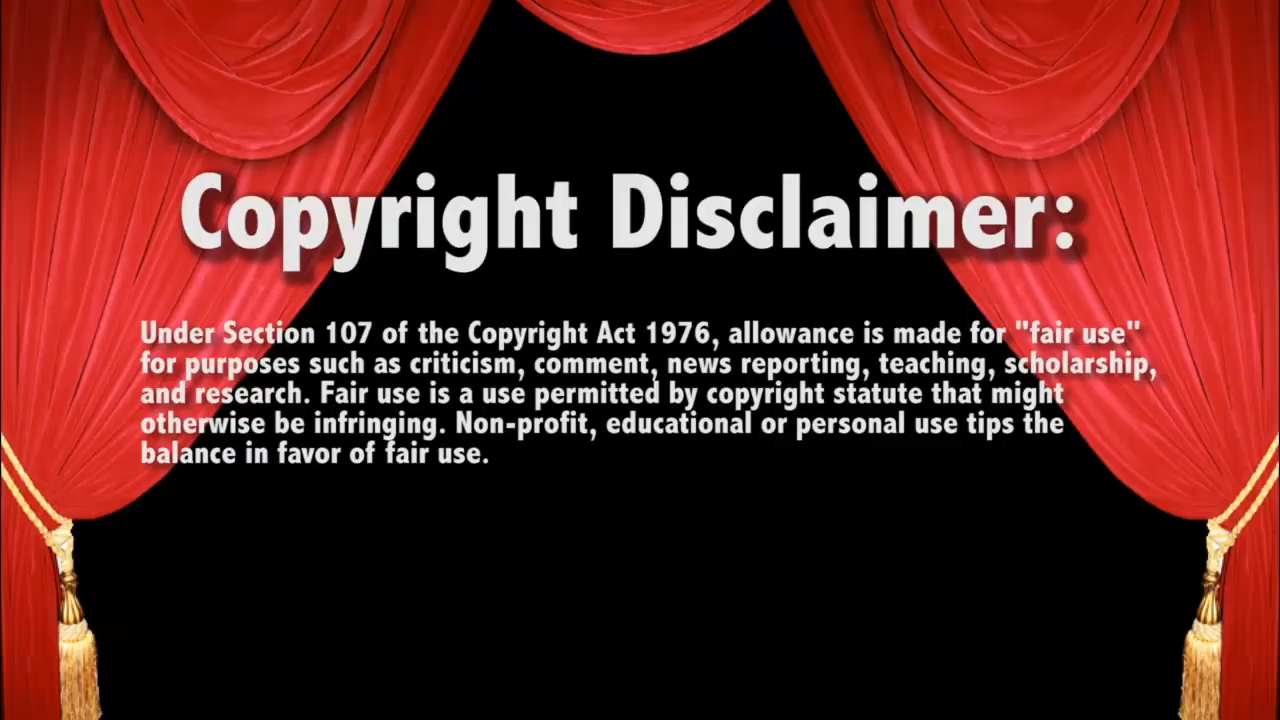 Copyright Disclaimer:
Under Section 107 of the Copyright Act 1976, allowance is made for "fair use"
for purposes such as criticism, comment, news reporting, teaching, scholarship,
and research. Fair use is a use permitted by copyright statute that might
otherwise be infringing. Non-profit, educational or personal use tips the
balance in favor of fair use.